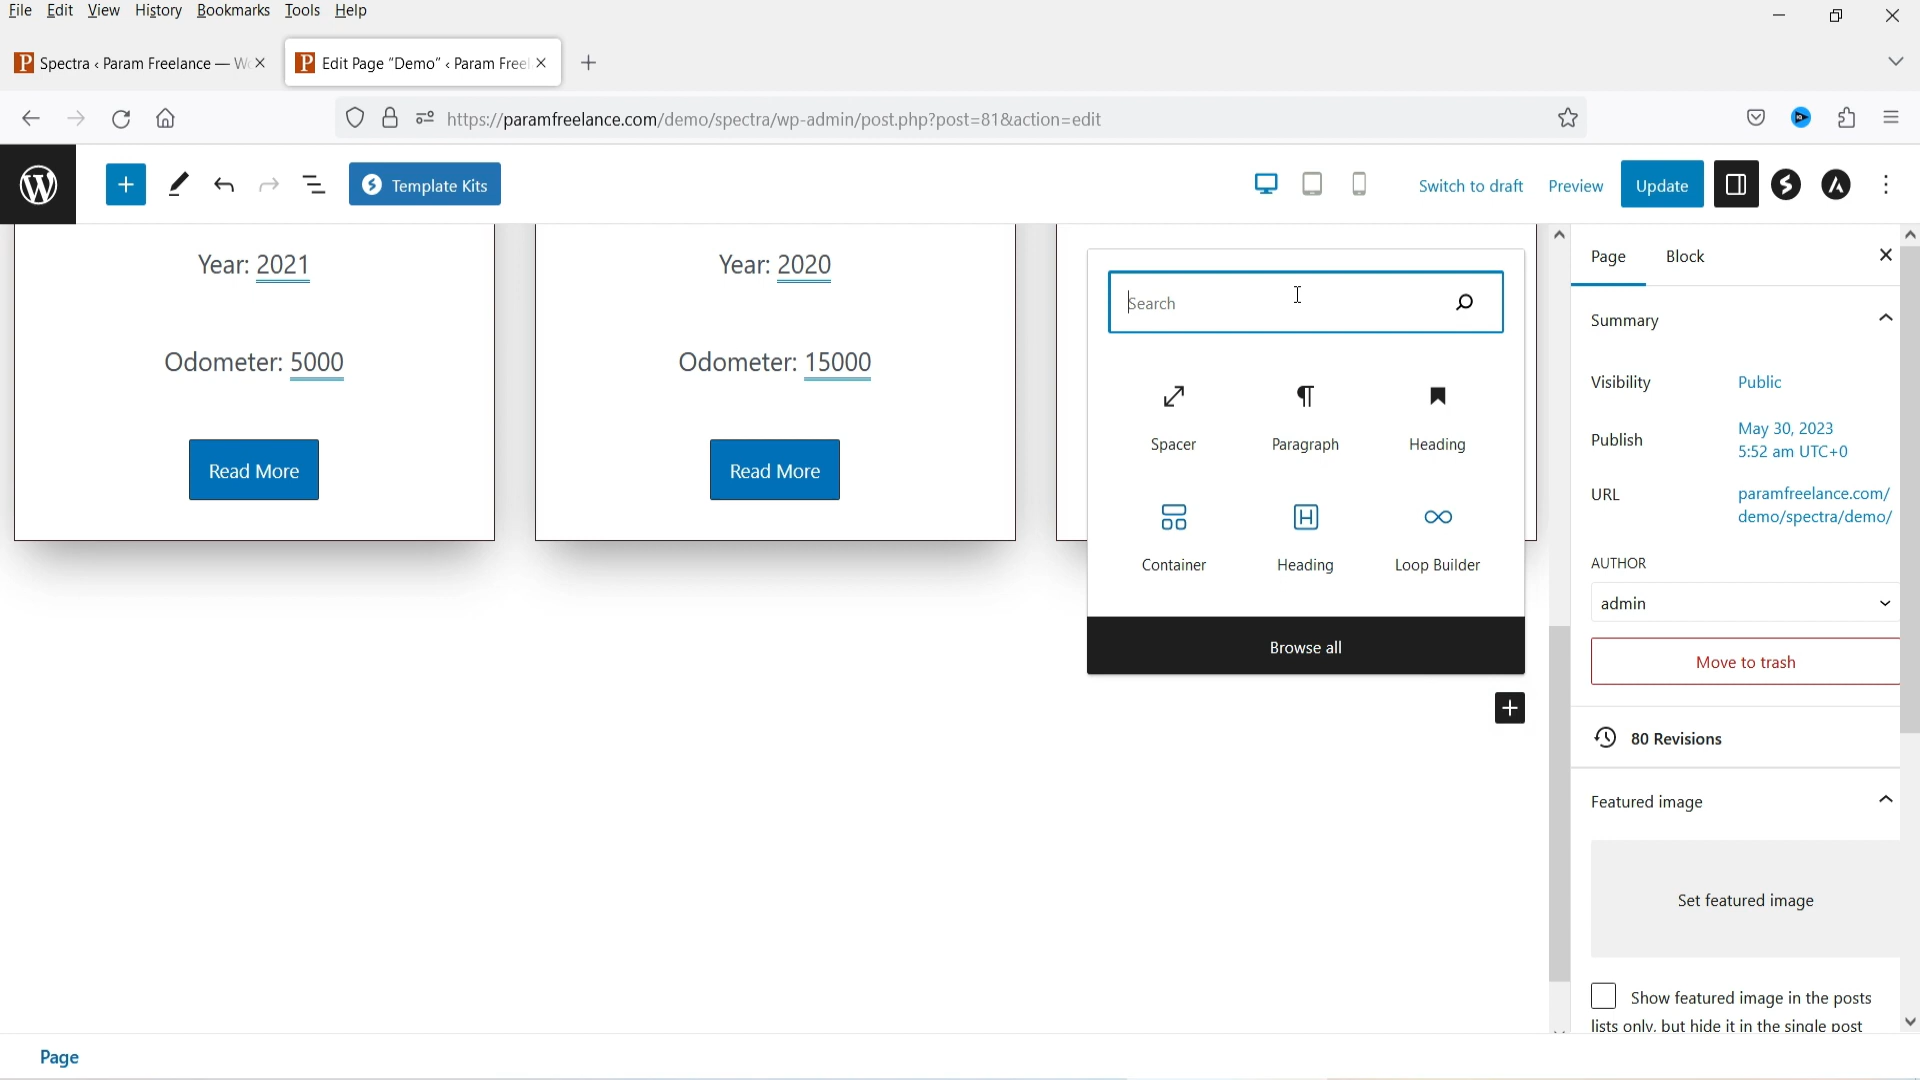 File Edit View History Bookmarks Tools Help
Spectra ‹ Param Freelance — Wo
Edit Page "Demo" ‹ Param Free
https://paramfreelance.com/demo/spectra/wp-admin/post.php?post=81&action=edit
Template Kits
Switch to draft
Preview
Update
Year: 2021
Odometer: 5000
Read More
Year: 2020
Odometer: 15000
Read More
Search
Spacer
Paragraph
Heading
Container
Heading
Loop Builder
Browse all
Page
Block
Summary
Visibility
Public
Publish
May 30, 2023
5:52 am UTC+0
URL
paramfreelance.com/
demo/spectra/demo/
AUTHOR
admin
Move to trash
80 Revisions
Featured image
Set featured image
Show featured image in the posts
lists only, but hide it in the single post
Page